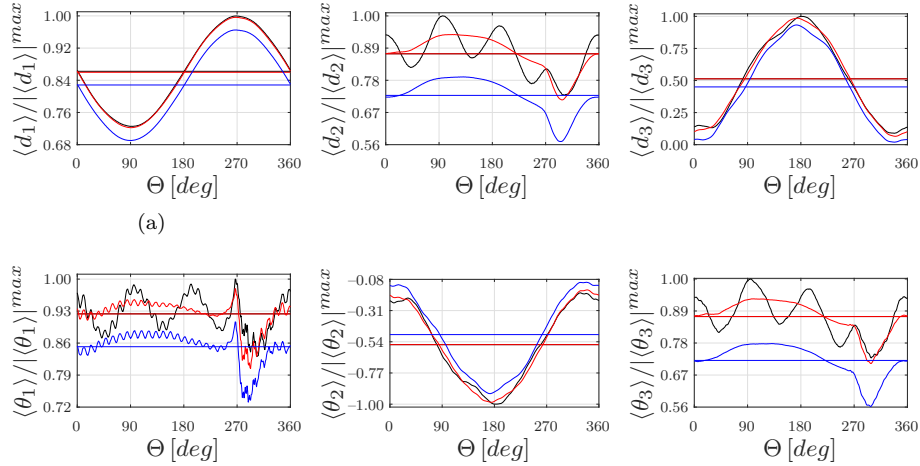 ⟨d₁⟩/|⟨d₁⟩|^max
1.00
0.92
0.84
0.76
0.68
0 90 180 270 360
Θ [deg]
(a)
⟨d₂⟩/|⟨d₂⟩|^max
1.00
0.89
0.78
0.67
0.56
0 90 180 270 360
Θ [deg]
⟨d₃⟩/|⟨d₃⟩|^max
1.00
0.75
0.50
0.25
0.00
0 90 180 270 360
Θ [deg]
⟨θ₁⟩/|⟨θ₁⟩|^max
1.00
0.93
0.86
0.79
0.72
0 90 180 270 360
Θ [deg]
⟨θ₂⟩/|⟨θ₂⟩|^max
−0.08
−0.31
−0.54
−0.77
−1.00
0 90 180 270 360
Θ [deg]
⟨θ₃⟩/|⟨θ₃⟩|^max
1.00
0.89
0.78
0.67
0.56
0 90 180 270 360
Θ [deg]